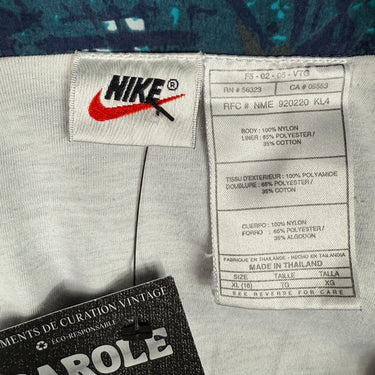 NIKE®
F5 - 02 - 05 - VTG
RN # 56323 CA # 05553
RFC # NME 920220 KL4
BODY : 100% NYLON
LINER : 65% POLYESTER /
35% COTTON
TISSU D'EXTERIEUR : 100% POLYAMIDE
DOUBLURE : 65% POLYESTER /
35% COTON
CUERPO : 100% NYLON
FORRO : 65% POLYESTER /
35% ALGODON
FABRIQUE EN THAILANDE - HECHO EN TAILANDIA
MADE IN THAILAND
SIZE TAILLE TALLA
XL (18) TG XG
SEE REVERSE FOR CARE
MENTS DE CURATION VINTAGE
ECO-RESPONSABLE
AROLE